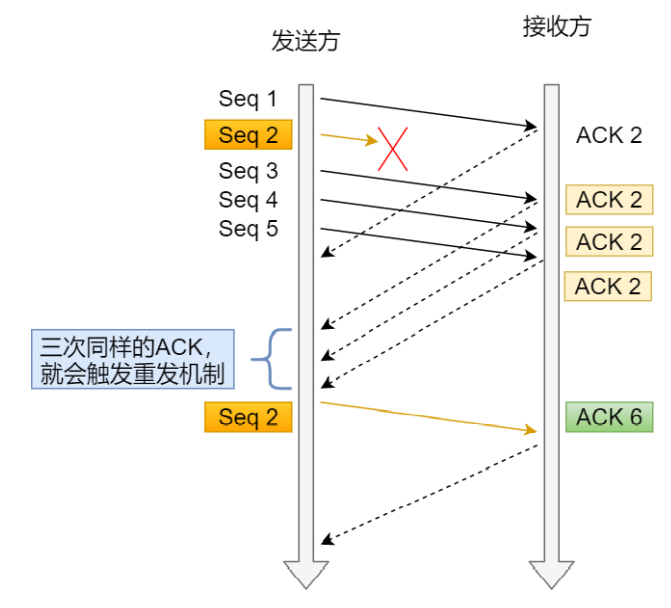 发送方
接收方
Seq 1
Seq 2
ACK 2
Seq 3
Seq 4
ACK 2
Seq 5
ACK 2
ACK 2
三次同样的ACK，
就会触发重发机制
Seq 2
ACK 6